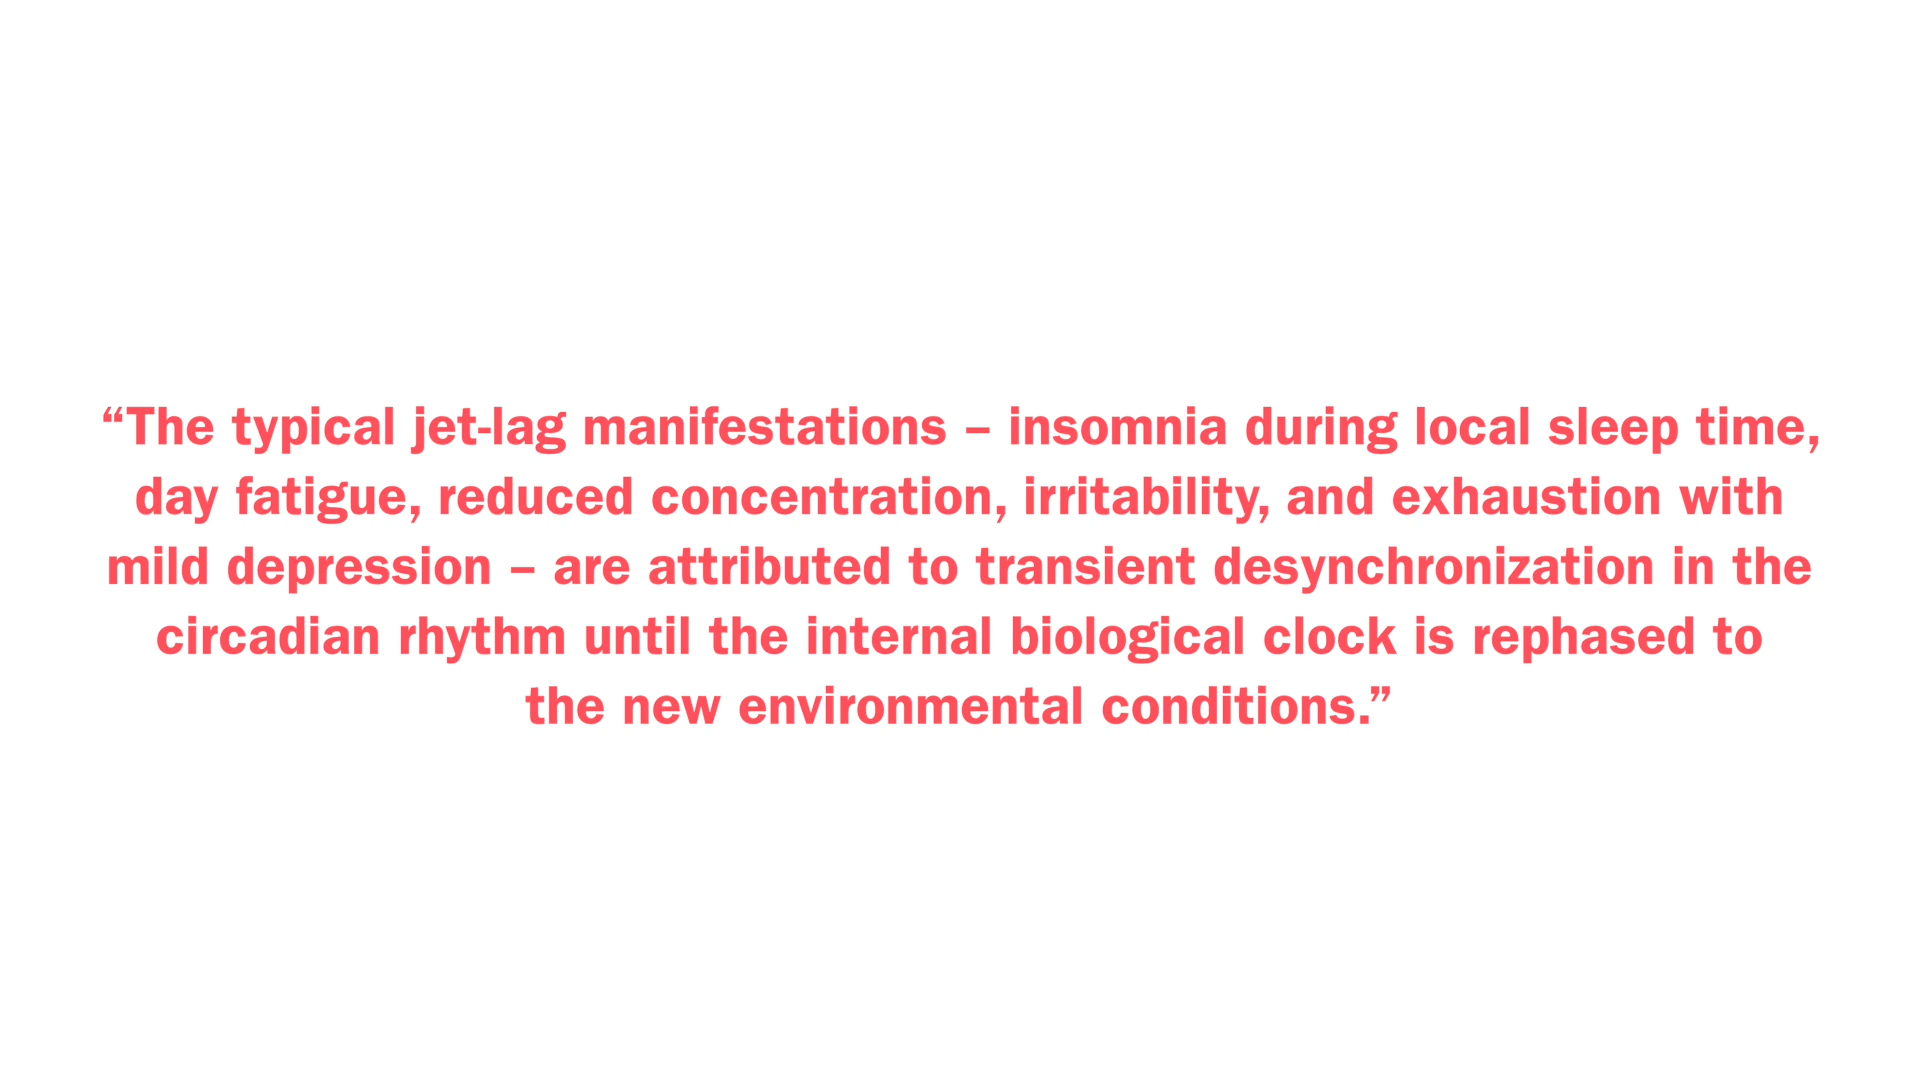 “The typical jet-lag manifestations – insomnia during local sleep time,
day fatigue, reduced concentration, irritability, and exhaustion with
mild depression – are attributed to transient desynchronization in the
circadian rhythm until the internal biological clock is rephased to
the new environmental conditions.”